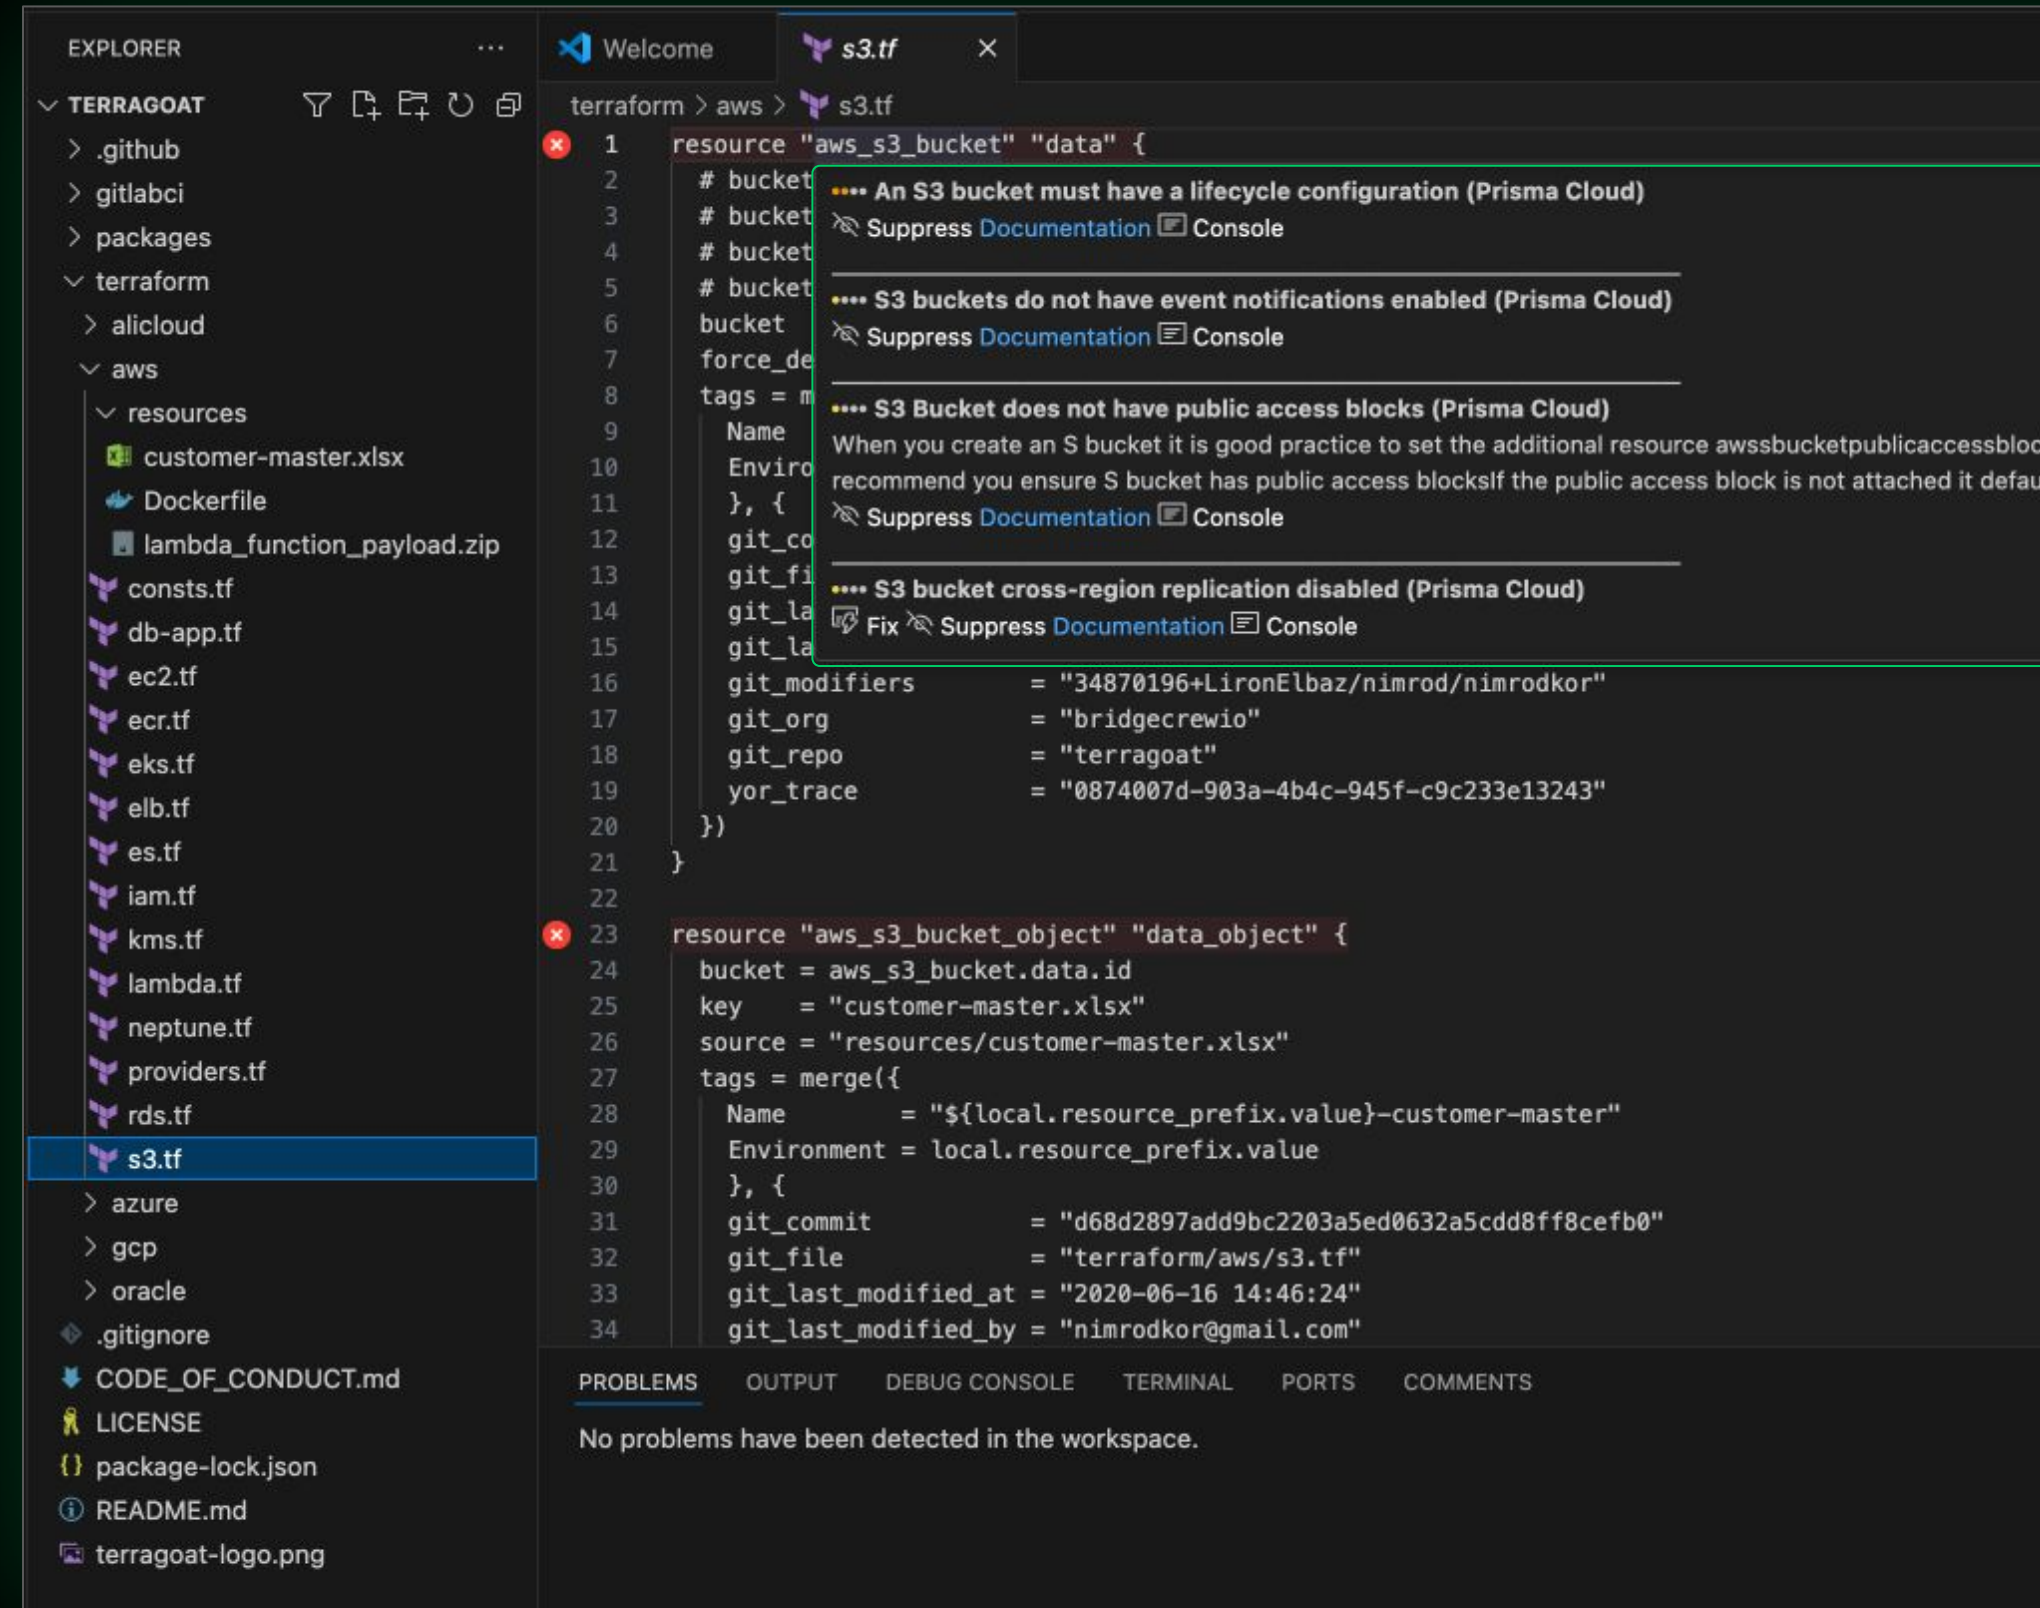 EXPLORER
TERRAGOAT
.github
gitlabci
packages
terraform
alicloud
aws
resources
customer-master.xlsx
Dockerfile
lambda_function_payload.zip
consts.tf
db-app.tf
ec2.tf
ecr.tf
eks.tf
elb.tf
es.tf
iam.tf
kms.tf
lambda.tf
neptune.tf
providers.tf
rds.tf
s3.tf
azure
gcp
oracle
.gitignore
CODE_OF_CONDUCT.md
LICENSE
package-lock.json
README.md
terragoat-logo.png
Welcome
s3.tf
terraform > aws > s3.tf
1 resource "aws_s3_bucket" "data" {
2 # bucket
3 # bucket
4 # bucket
5 # bucket
6 bucket
7 force_de
8 tags = m
9 Name
10 Enviro
11 }, {
12 git_co
13 git_fi
14 git_la
15 git_la
An S3 bucket must have a lifecycle configuration (Prisma Cloud)
Suppress Documentation Console
S3 buckets do not have event notifications enabled (Prisma Cloud)
Suppress Documentation Console
S3 Bucket does not have public access blocks (Prisma Cloud)
When you create an S bucket it is good practice to set the additional resource awssbucketpublicaccessbloc
recommend you ensure S bucket has public access blocksIf the public access block is not attached it defau
Suppress Documentation Console
S3 bucket cross-region replication disabled (Prisma Cloud)
Fix Suppress Documentation Console
16 git_modifiers = "34870196+LironElbaz/nimrod/nimrodkor"
17 git_org = "bridgecrewio"
18 git_repo = "terragoat"
19 yor_trace = "0874007d-903a-4b4c-945f-c9c233e13243"
20 })
21 }
22
23 resource "aws_s3_bucket_object" "data_object" {
24 bucket = aws_s3_bucket.data.id
25 key = "customer-master.xlsx"
26 source = "resources/customer-master.xlsx"
27 tags = merge({
28 Name = "${local.resource_prefix.value}-customer-master"
29 Environment = local.resource_prefix.value
30 }, {
31 git_commit = "d68d2897add9bc2203a5ed0632a5cdd8ff8cefb0"
32 git_file = "terraform/aws/s3.tf"
33 git_last_modified_at = "2020-06-16 14:46:24"
34 git_last_modified_by = "nimrodkor@gmail.com"
PROBLEMS OUTPUT DEBUG CONSOLE TERMINAL PORTS COMMENTS
No problems have been detected in the workspace.